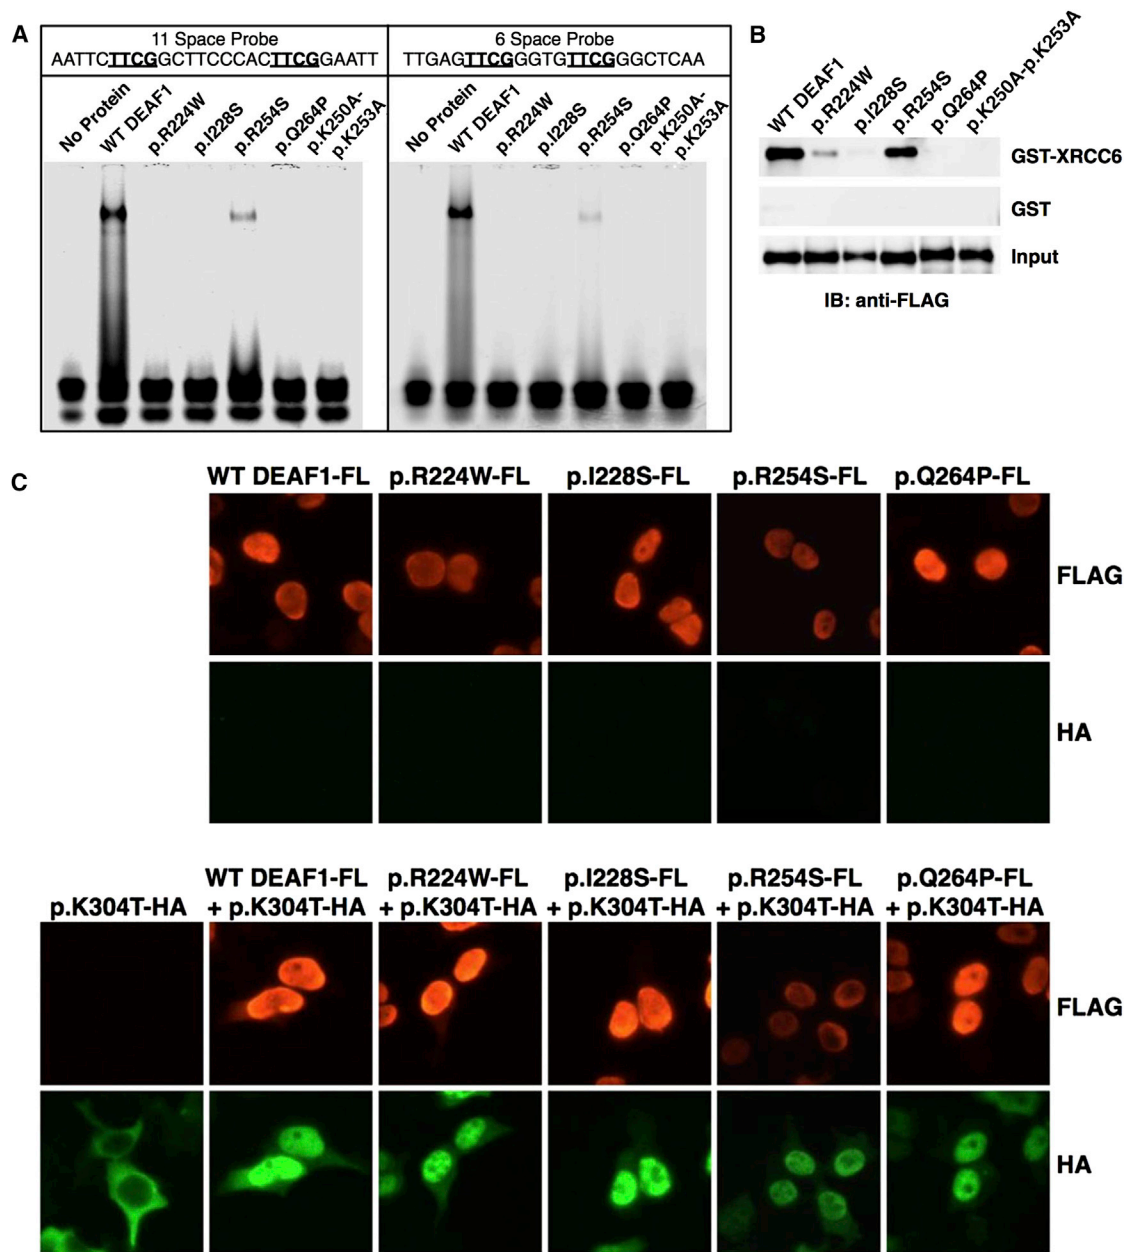 A
11 Space Probe
AATTCTTCGGCTTCCCACTTCGGAATT
6 Space Probe
TTGAGTTCGGGTGTTCGGGCTCAA
No Protein
WT DEAF1
p.R224W
p.I228S
p.R254S
p.Q264P
p.K250A-
p.K253A
No Protein
WT DEAF1
p.R224W
p.I228S
p.R254S
p.Q264P
p.K250A-
p.K253A
B
WT DEAF1
p.R224W
p.I228S
p.R254S
p.Q264P
p.K250A-p.K253A
GST-XRCC6
GST
Input
IB: anti-FLAG
C
WT DEAF1-FL
p.R224W-FL
p.I228S-FL
p.R254S-FL
p.Q264P-FL
FLAG
HA
p.K304T-HA
WT DEAF1-FL
+ p.K304T-HA
p.R224W-FL
+ p.K304T-HA
p.I228S-FL
+ p.K304T-HA
p.R254S-FL
+ p.K304T-HA
p.Q264P-FL
+ p.K304T-HA
FLAG
HA